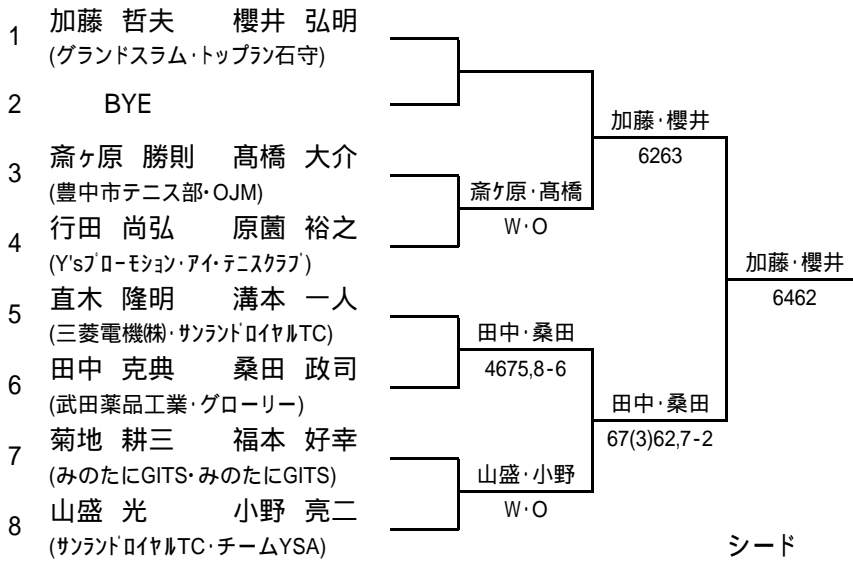 1 加藤 哲夫 櫻井 弘明
(グランドスラム・トップラン石守)
2 BYE
3 斎ヶ原 勝則 髙橋 大介
(豊中市テニス部・OJM)
4 行田 尚弘 原薗 裕之
(Y'sﾌﾟﾛｰﾓｼｮﾝ・ｱｲ・ﾃﾆｽｸﾗﾌﾞ)
5 直木 隆明 溝本 一人
(三菱電機㈱・ｻﾝﾗﾝﾄﾞﾛｲﾔﾙTC)
6 田中 克典 桑田 政司
(武田薬品工業・グローリー)
7 菊地 耕三 福本 好幸
(みのたにGITS・みのたにGITS)
8 山盛 光 小野 亮二
(ｻﾝﾗﾝﾄﾞﾛｲﾔﾙTC・チームYSA)
斎ｹ原・髙橋
W・O
田中・桑田
4675,8-6
山盛・小野
W・O
加藤・櫻井
6263
田中・桑田
67(3)62,7-2
加藤・櫻井
6462
シード